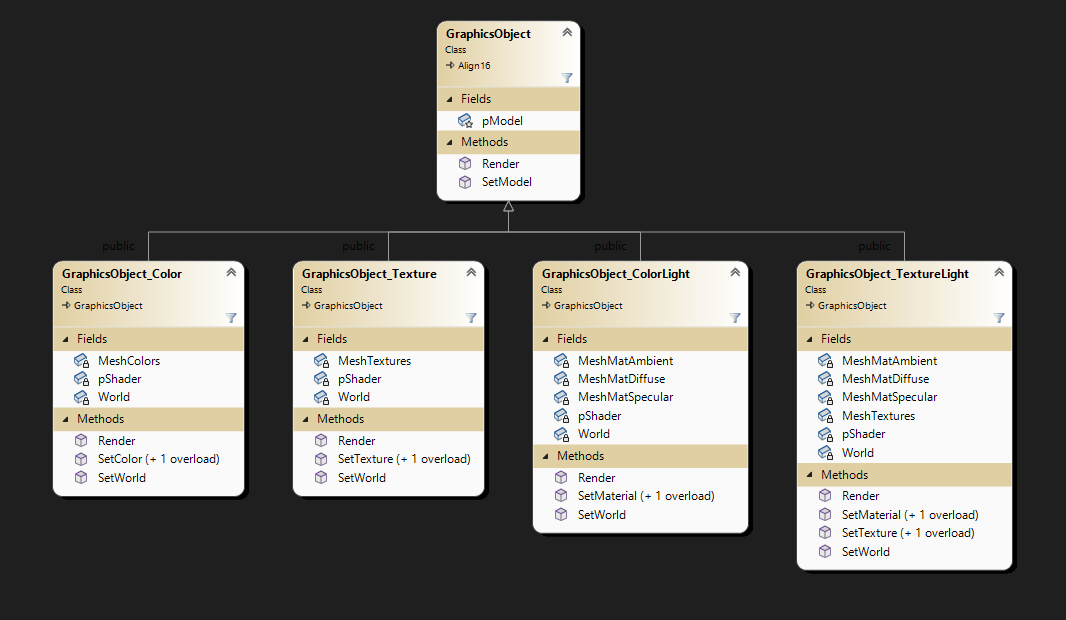 GraphicsObject
Class
Align16
Fields
pModel
Methods
Render
SetModel
public
public
public
public
GraphicsObject_Color
Class
GraphicsObject
Fields
MeshColors
pShader
World
Methods
Render
SetColor (+ 1 overload)
SetWorld
GraphicsObject_Texture
Class
GraphicsObject
Fields
MeshTextures
pShader
World
Methods
Render
SetTexture (+ 1 overload)
SetWorld
GraphicsObject_ColorLight
Class
GraphicsObject
Fields
MeshMatAmbient
MeshMatDiffuse
MeshMatSpecular
pShader
World
Methods
Render
SetMaterial (+ 1 overload)
SetWorld
GraphicsObject_TextureLight
Class
GraphicsObject
Fields
MeshMatAmbient
MeshMatDiffuse
MeshMatSpecular
MeshTextures
pShader
World
Methods
Render
SetMaterial (+ 1 overload)
SetTexture (+ 1 overload)
SetWorld